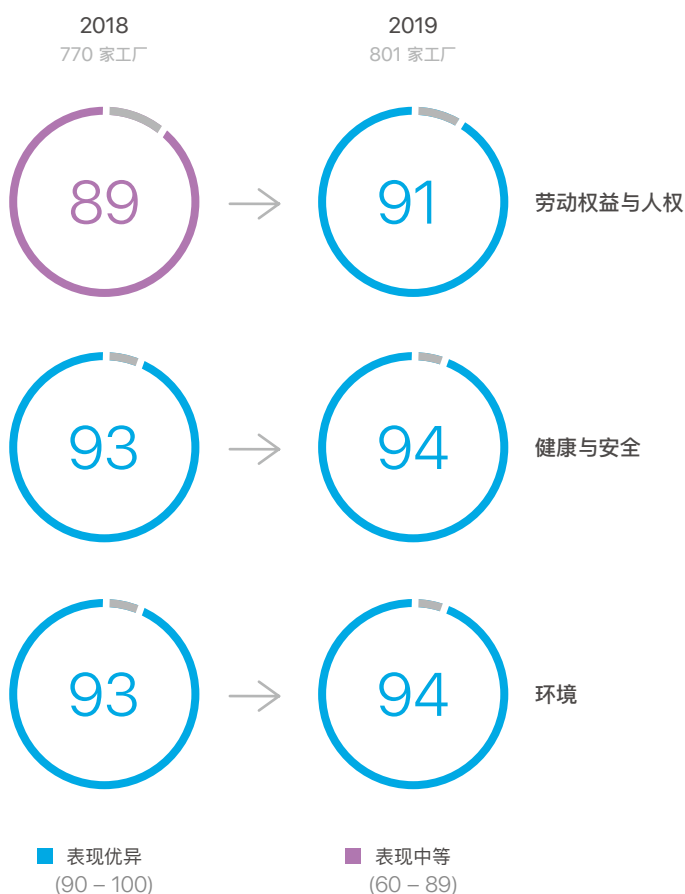 2018
770 家工厂
2019
801 家工厂
89
91
劳动权益与人权
93
94
健康与安全
93
94
环境
表现优异
(90 – 100)
表现中等
(60 – 89)